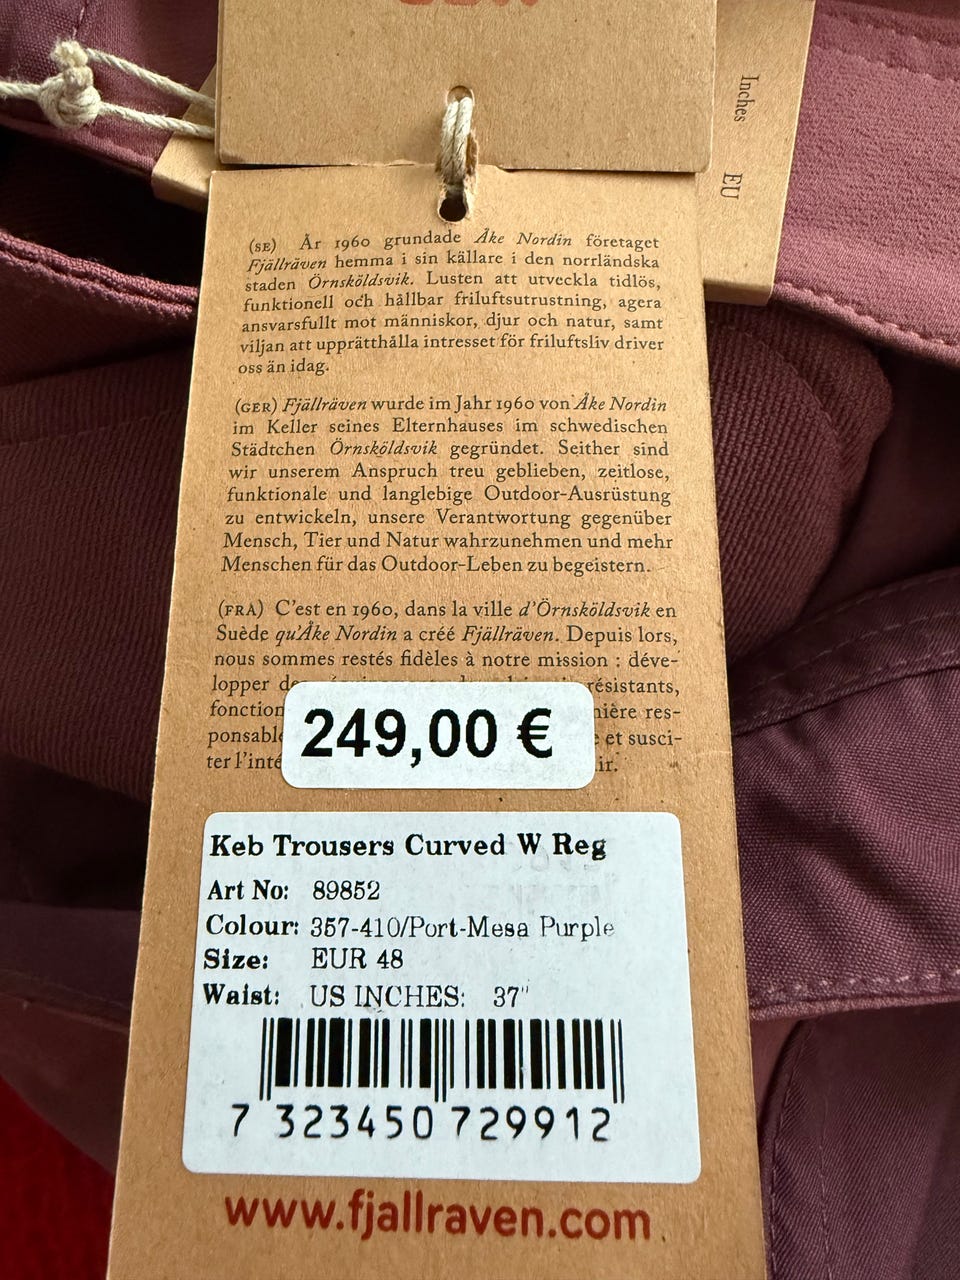 Inches EU
(SE) År 1960 grundade Åke Nordin företaget
Fjällräven hemma i sin källare i den norrländska
staden Örnsköldsvik. Lusten att utveckla tidlös,
funktionell och hållbar friluftsutrustning, agera
ansvarsfullt mot människor, djur och natur, samt
viljan att upprätthålla intresset för friluftsliv driver
oss än idag.
(GER) Fjällräven wurde im Jahr 1960 von Åke Nordin
im Keller seines Elternhauses im schwedischen
Städtchen Örnsköldsvik gegründet. Seither sind
wir unserem Anspruch treu geblieben, zeitlose,
funktionale und langlebige Outdoor-Ausrüstung
zu entwickeln, unsere Verantwortung gegenüber
Mensch, Tier und Natur wahrzunehmen und mehr
Menschen für das Outdoor-Leben zu begeistern.
(FRA) C'est en 1960, dans la ville d'Örnsköldsvik en
Suède qu'Åke Nordin a créé Fjällräven. Depuis lors,
nous sommes restés fidèles à notre mission : déve-
lopper résistants,
res-
et susci-
ter
249,00 €
Keb Trousers Curved W Reg
Art No: 89852
Colour: 357-410/Port-Mesa Purple
Size: EUR 48
Waist: US INCHES: 37"
7 323450 729912
www.fjallraven.com